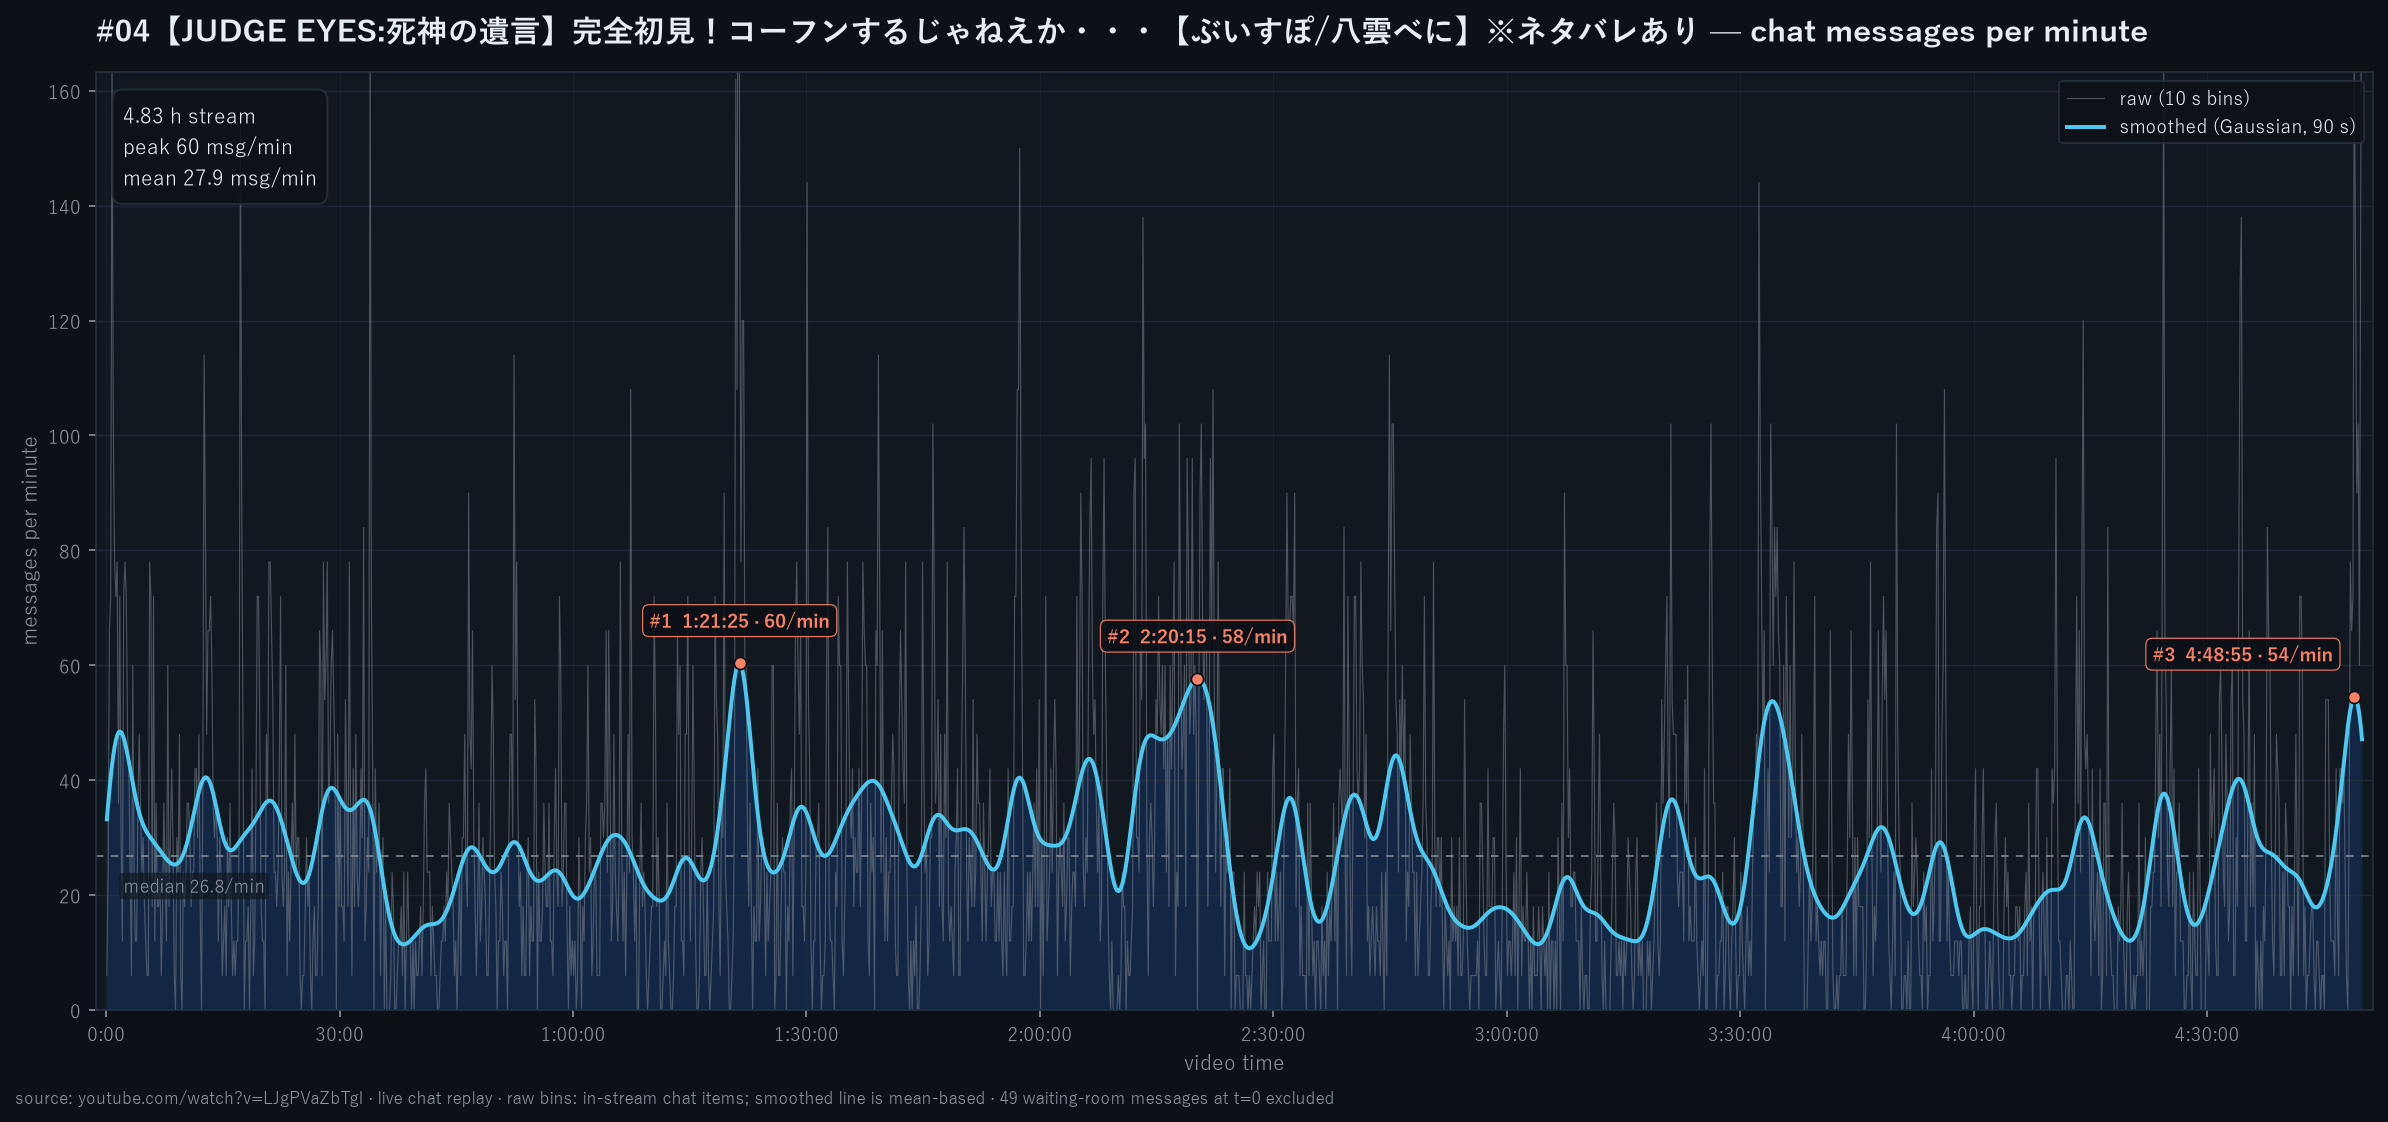 #04【JUDGE EYES:死神の遺言】完全初見！コーフンするじゃねえか・・・【ぶいすぽ/八雲べに】※ネタバレあり — chat messages per minute
4.83 h stream
peak 60 msg/min
mean 27.9 msg/min
raw (10 s bins)
smoothed (Gaussian, 90 s)
messages per minute
160
140
120
100
80
60
40
20
0
#1 1:21:25 · 60/min
#2 2:20:15 · 58/min
#3 4:48:55 · 54/min
median 26.8/min
0:00
30:00
1:00:00
1:30:00
2:00:00
2:30:00
3:00:00
3:30:00
4:00:00
4:30:00
video time
source: youtube.com/watch?v=LJgPVaZbTgI · live chat replay · raw bins: in-stream chat items; smoothed line is mean-based · 49 waiting-room messages at t=0 excluded